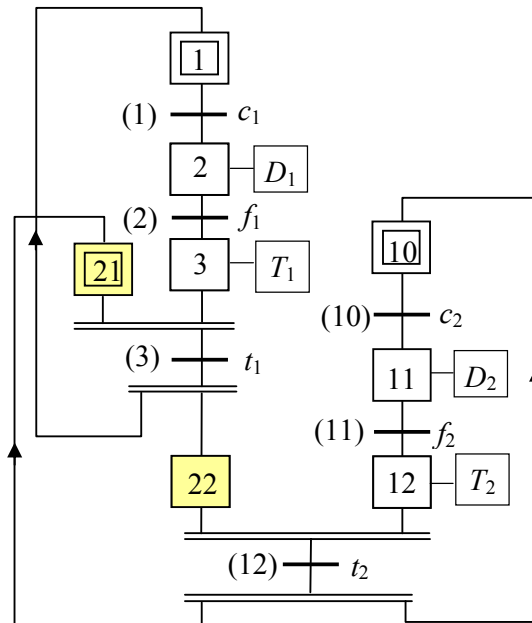 1
(1) c₁
2 D₁
(2) f₁
10
21 3 T₁
(10) c₂
(3) t₁
11 D₂
(11) f₂
22 12 T₂
(12) t₂